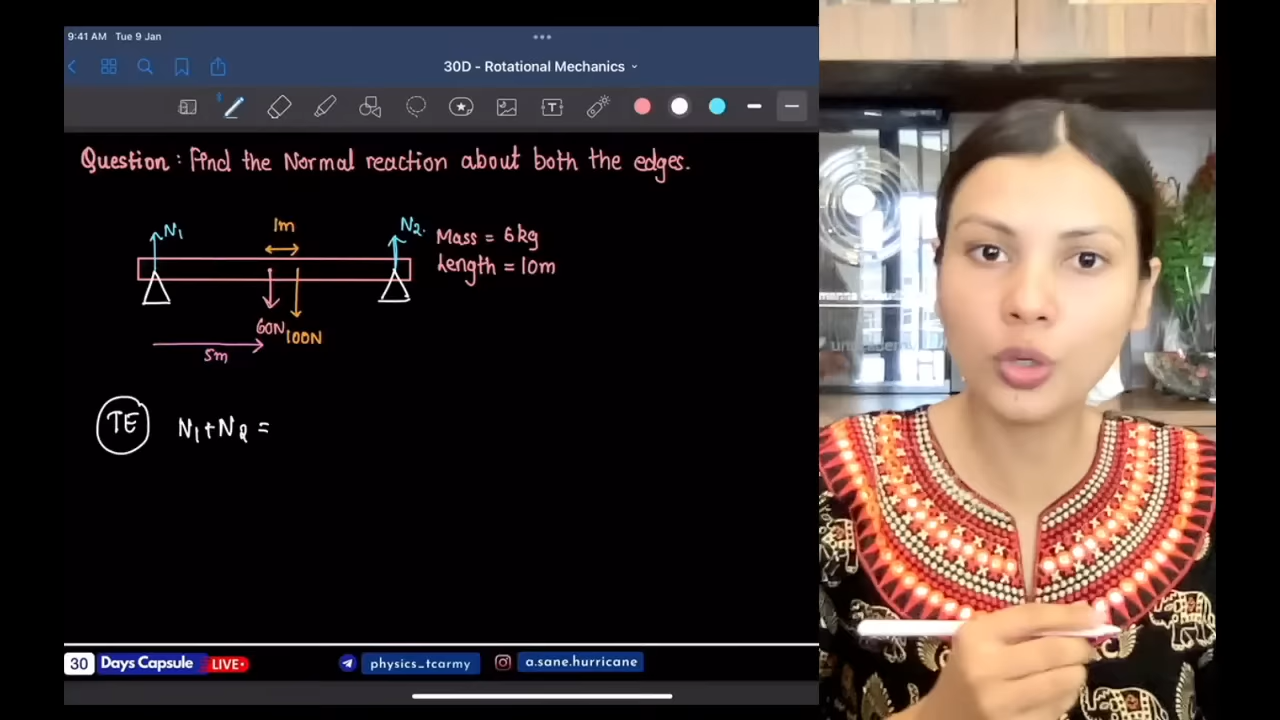 9:41 AM Tue 9 Jan
30D - Rotational Mechanics
Question: Find the Normal reaction about both the edges.
N1
1m
N2.
Mass = 6kg
Length = 10m
60N
100N
5m
TE
N1+N2 =
30 Days Capsule LIVE
physics_tcarmy
a.sane.hurricane